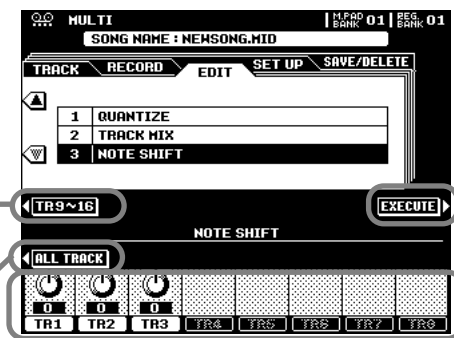 MULTI M.PAD BANK 01 REG. BANK 01
SONG NAME : NEWSONG.MID
TRACK RECORD EDIT SET UP SAVE/DELETE
1 QUANTIZE
2 TRACK MIX
3 NOTE SHIFT
TR9~16 EXECUTE
NOTE SHIFT
ALL TRACK
0 0 0
TR1 TR2 TR3 TR4 TR5 TR6 TR7 TR8